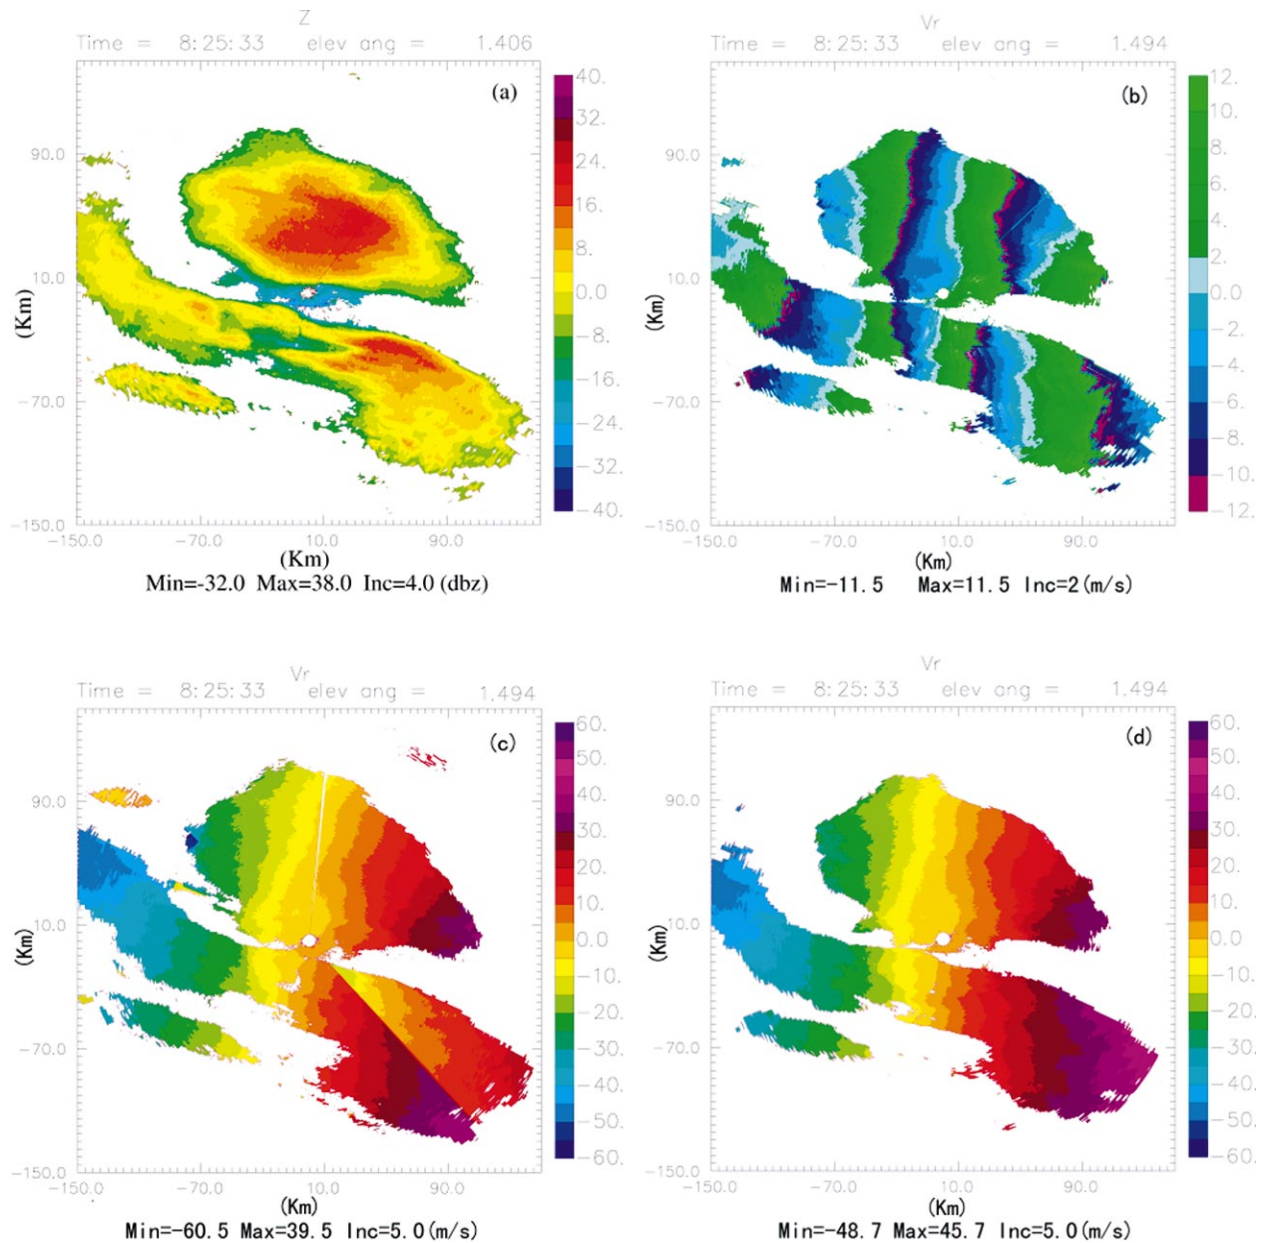 Z
Time = 8:25:33 elev ang = 1.406
(a)
40.
32.
24.
16.
8.
0.0
-8.
-16.
-24.
-32.
-40.
90.0
10.0
-70.0
-150.0
(Km)
-150.0 -70.0 10.0 90.0
(Km)
Min=-32.0 Max=38.0 Inc=4.0 (dbz)
Vr
Time = 8:25:33 elev ang = 1.494
(b)
12.
10.
8.
6.
4.
2.
0.0
-2.
-4.
-6.
-8.
-10.
-12.
90.0
10.0
-70.0
-150.0
(Km)
-150.0 -70.0 10.0 90.0
(Km)
Min=-11.5 Max=11.5 Inc=2(m/s)
Vr
Time = 8:25:33 elev ang = 1.494
(c)
60.
50.
40.
30.
20.
10.
0.0
-10.
-20.
-30.
-40.
-50.
-60.
90.0
10.0
-70.0
-150.0
(Km)
-150.0 -70.0 10.0 90.0
(Km)
Min=-60.5 Max=39.5 Inc=5.0(m/s)
Vr
Time = 8:25:33 elev ang = 1.494
(d)
60.
50.
40.
30.
20.
10.
0.0
-10.
-20.
-30.
-40.
-50.
-60.
90.0
10.0
-70.0
-150.0
(Km)
-150.0 -70.0 10.0 90.0
(Km)
Min=-48.7 Max=45.7 Inc=5.0(m/s)